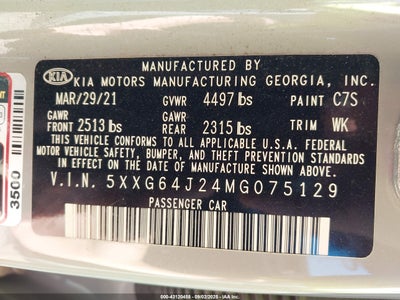 MANUFACTURED BY
KIA KIA MOTORS MANUFACTURING GEORGIA, INC.
MAR/29/21 GVWR 4497 lbs PAINT C7S
GAWR GAWR
FRONT 2513 lbs REAR 2315 lbs TRIM WK
THIS VEHICLE CONFORMS TO ALL APPLICABLE U.S.A. FEDERAL
MOTOR VEHICLE SAFETY, BUMPER, AND THEFT PREVENTION STANDARDS
IN EFFECT ON THE DATE OF MANUFACTURE SHOWN ABOVE.
V.I.N. 5XXG64J24MG075129
PASSENGER CAR
3500
000-43120488 - 09/03/2025 - © IAA, Inc.